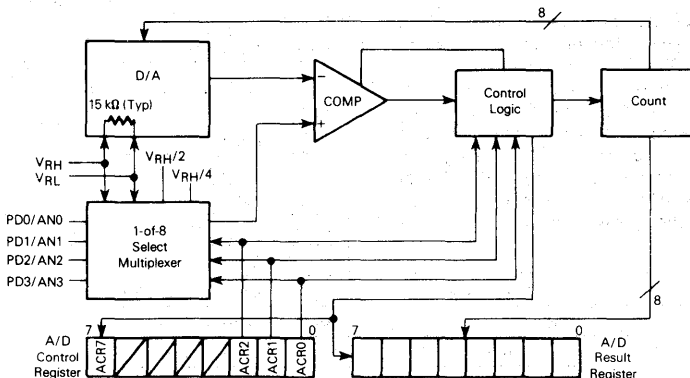 8
D/A
15 kΩ (Typ)
−
COMP
+
Control
Logic
Count
VRH
VRL
VRH/2
VRH/4
PD0/AN0
PD1/AN1
PD2/AN2
PD3/AN3
1-of-8
Select
Multiplexer
8
A/D
Control
Register
7
0
ACR7
ACR2
ACR1
ACR0
7
0
A/D
Result
Register